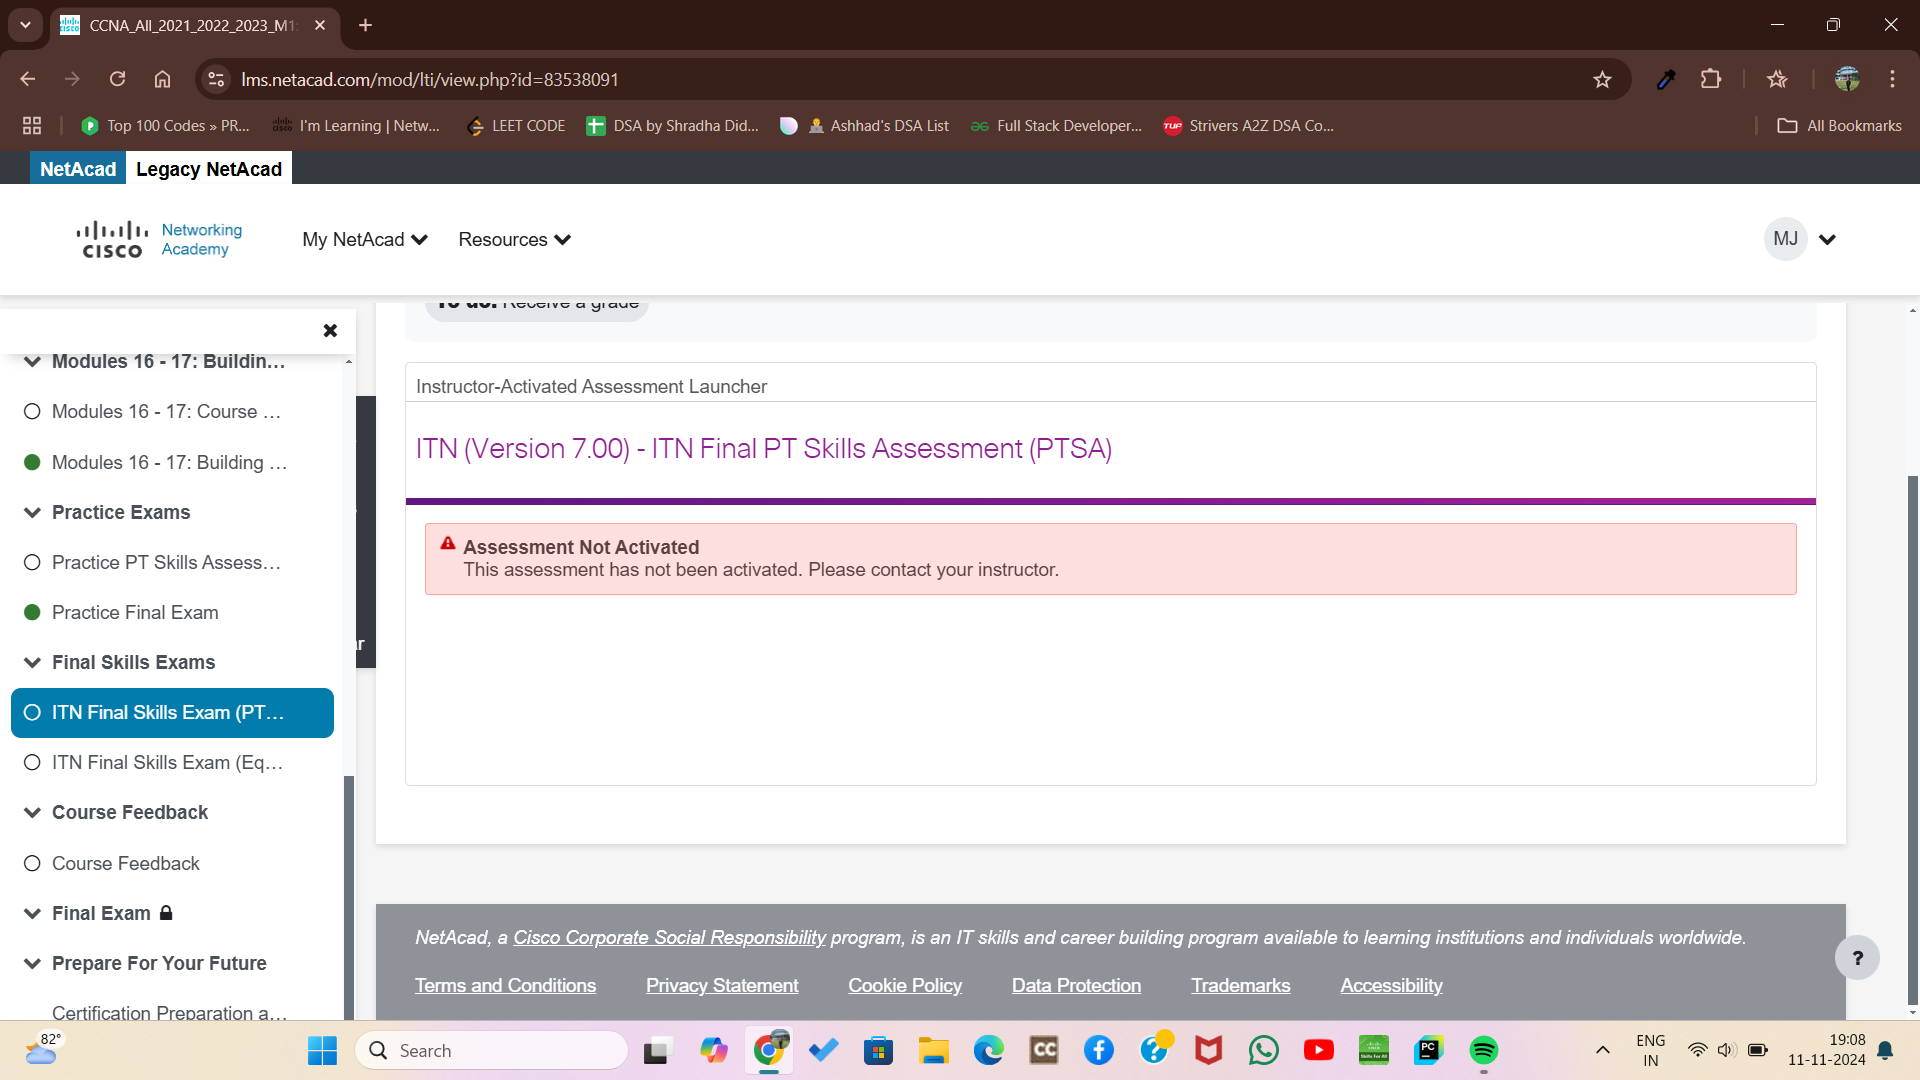 CCNA_All_2021_2022_2023_M1:
lms.netacad.com/mod/lti/view.php?id=83538091
Top 100 Codes » PR...
I'm Learning | Netw...
LEET CODE
DSA by Shradha Did...
Ashhad's DSA List
Full Stack Developer...
TUF
Strivers A2Z DSA Co...
All Bookmarks
NetAcad
Legacy NetAcad
cisco
Networking
Academy
My NetAcad
Resources
MJ
To do: Receive a grade
Modules 16 - 17: Buildin...
Modules 16 - 17: Course ...
Modules 16 - 17: Building ...
Practice Exams
Practice PT Skills Assess...
Practice Final Exam
Final Skills Exams
ITN Final Skills Exam (PT...
ITN Final Skills Exam (Eq...
Course Feedback
Course Feedback
Final Exam
Prepare For Your Future
Certification Preparation a...
Instructor-Activated Assessment Launcher
ITN (Version 7.00) - ITN Final PT Skills Assessment (PTSA)
Assessment Not Activated
This assessment has not been activated. Please contact your instructor.
NetAcad, a Cisco Corporate Social Responsibility program, is an IT skills and career building program available to learning institutions and individuals worldwide.
Terms and Conditions
Privacy Statement
Cookie Policy
Data Protection
Trademarks
Accessibility
?
82°
Search
CC
PC
ENG
IN
19:08
11-11-2024